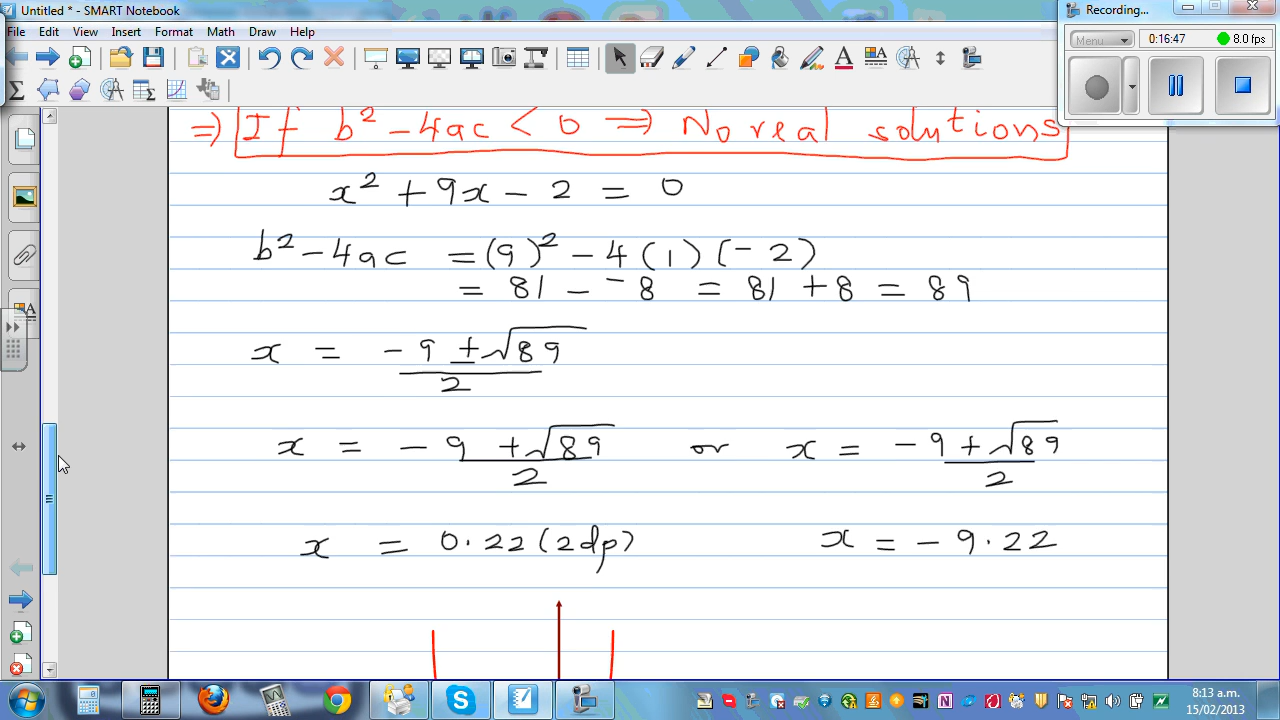 Untitled * - SMART Notebook
File Edit View Insert Format Math Draw Help
Recording...
Menu 0:16:47 8.0 fps
⇒) If b² - 4ac < 0 ⇒ No real solutions
x² + 9x - 2 = 0
b² - 4ac = (9)² - 4(1)(-2)
= 81 - -8 = 81 + 8 = 89
x = -9 ± √89 / 2
x = -9 + √89 / 2 or x = -9 + √89 / 2
x = 0.22 (2dp) x = -9.22
8:13 a.m.
15/02/2013